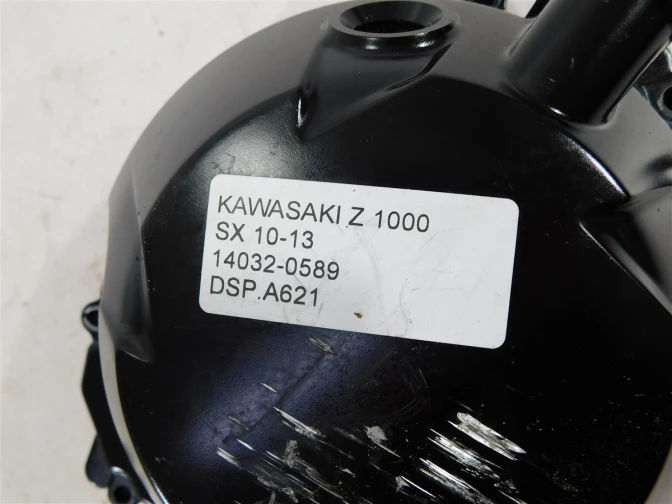 KAWASAKI Z 1000
SX 10-13
14032-0589
DSP.A621